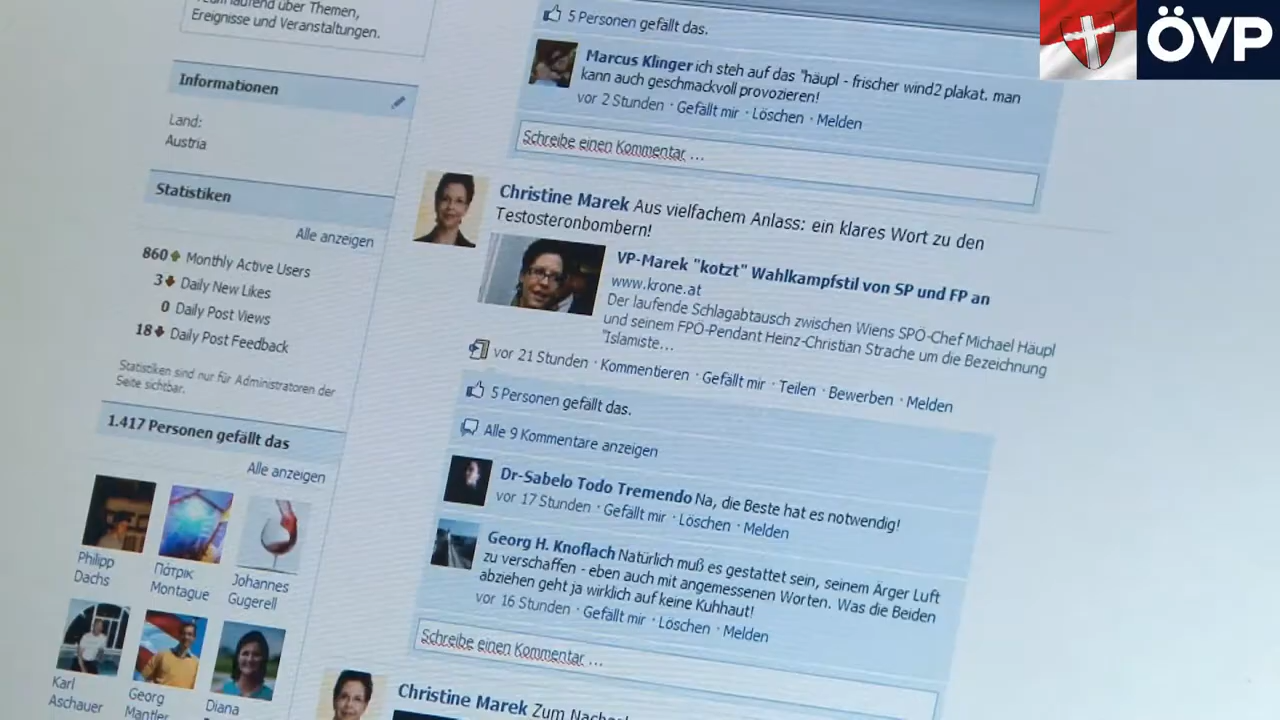 Team laufend über Themen,
Ereignisse und Veranstaltungen.
Informationen
Land:
Austria
Statistiken
Alle anzeigen
860 Monthly Active Users
3 Daily New Likes
0 Daily Post Views
18 Daily Post Feedback
Statistiken sind nur für Administratoren der
Seite sichtbar.
1.417 Personen gefällt das
Alle anzeigen
Philipp
Dachs
Πάτρικ
Montague
Johannes
Gugerell
Karl
Aschauer
Georg
Mantler
Diana
5 Personen gefällt das.
Marcus Klinger ich steh auf das "häupl - frischer wind2 plakat. man
kann auch geschmackvoll provozieren!
vor 2 Stunden · Gefällt mir · Löschen · Melden
Schreibe einen Kommentar ...
Christine Marek Aus vielfachem Anlass: ein klares Wort zu den
Testosteronbombern!
VP-Marek "kotzt" Wahlkampfstil von SP und FP an
www.krone.at
Der laufende Schlagabtausch zwischen Wiens SPÖ-Chef Michael Häupl
und seinem FPÖ-Pendant Heinz-Christian Strache um die Bezeichnung
"Islamiste...
vor 21 Stunden · Kommentieren · Gefällt mir · Teilen · Bewerben · Melden
5 Personen gefällt das.
Alle 9 Kommentare anzeigen
Dr-Sabelo Todo Tremendo Na, die Beste hat es notwendig!
vor 17 Stunden · Gefällt mir · Löschen · Melden
Georg H. Knoflach Natürlich muß es gestattet sein, seinem Ärger Luft
zu verschaffen - eben auch mit angemessenen Worten. Was die Beiden
abziehen geht ja wirklich auf keine Kuhhaut!
vor 16 Stunden · Gefällt mir · Löschen · Melden
Schreibe einen Kommentar ...
Christine Marek Zum
ÖVP